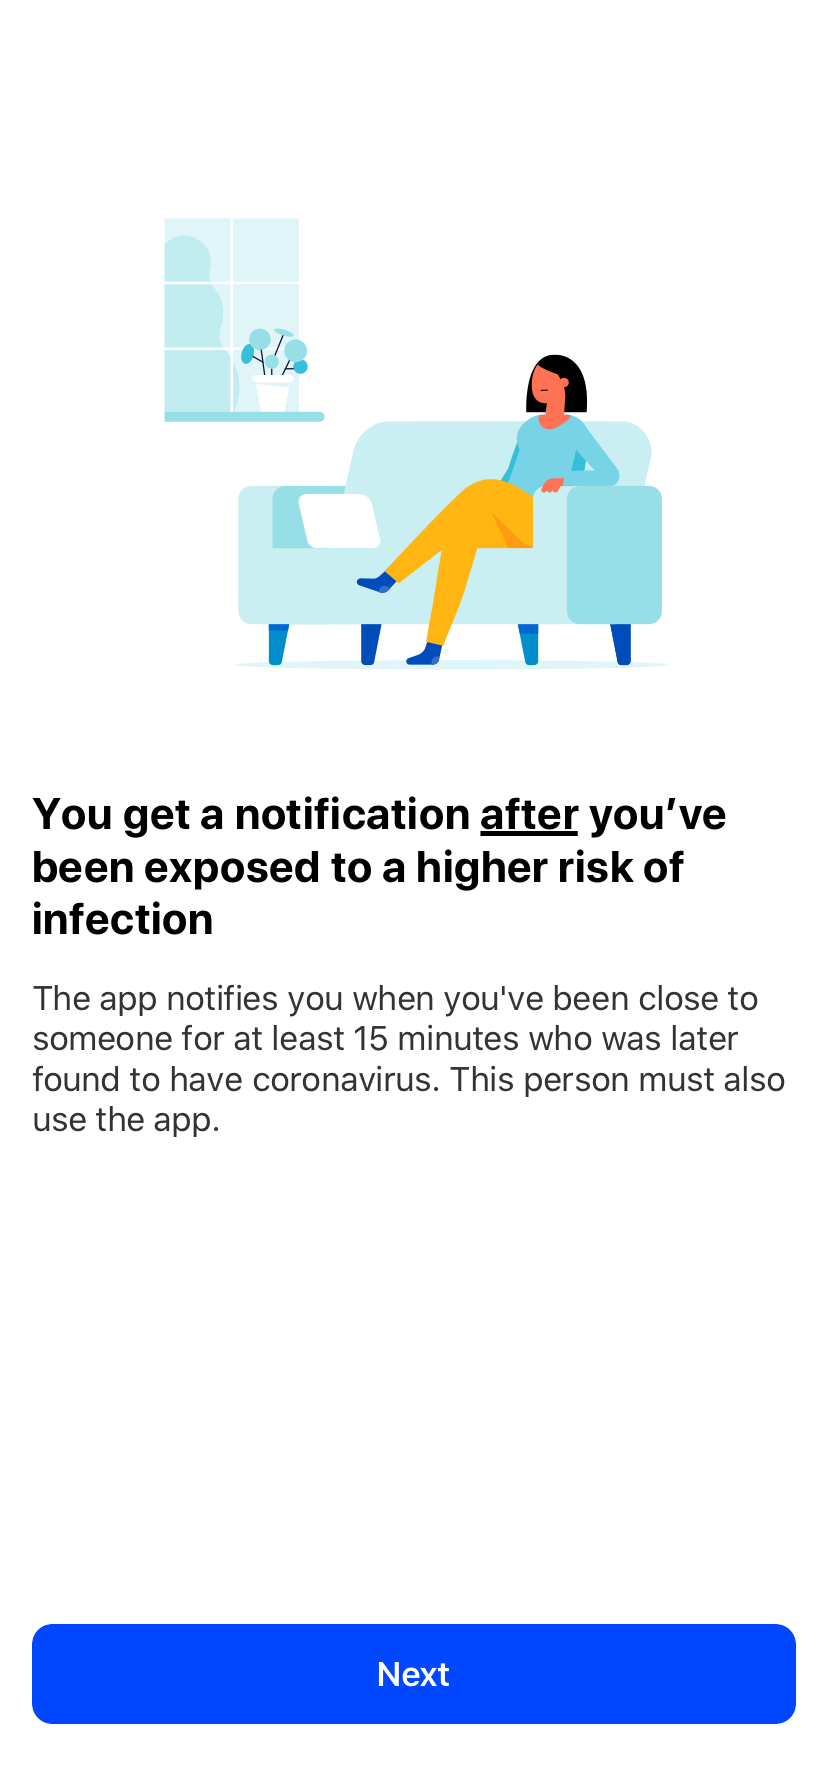 You get a notification after you’ve
been exposed to a higher risk of
infection
The app notifies you when you've been close to
someone for at least 15 minutes who was later
found to have coronavirus. This person must also
use the app.
Next